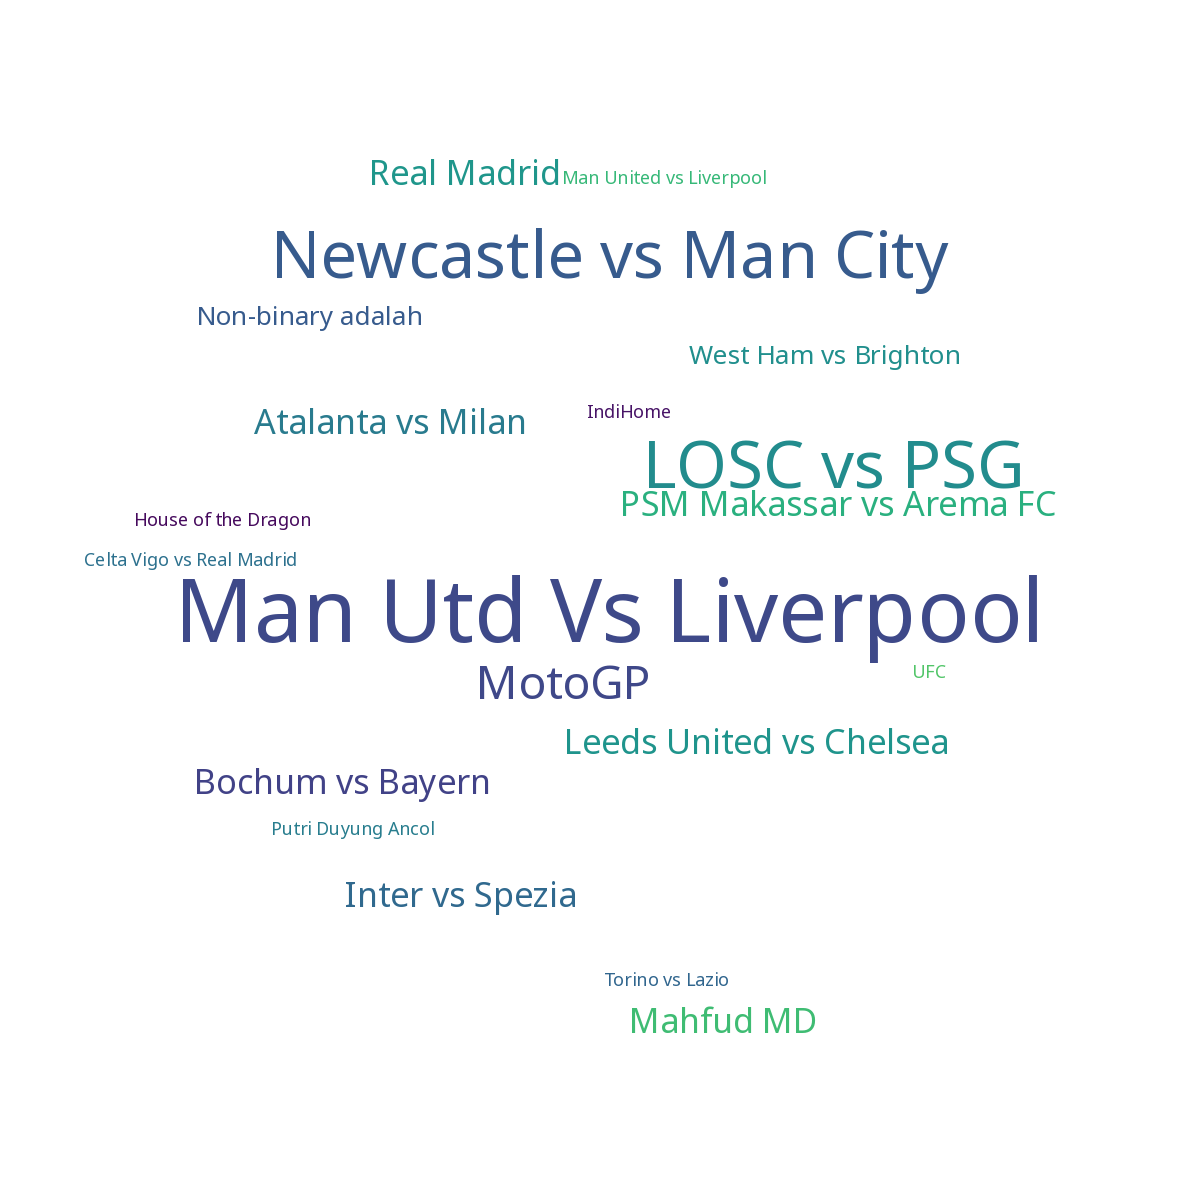 Real Madrid
Man United vs Liverpool
Newcastle vs Man City
Non-binary adalah
West Ham vs Brighton
Atalanta vs Milan
IndiHome
LOSC vs PSG
PSM Makassar vs Arema FC
House of the Dragon
Celta Vigo vs Real Madrid
Man Utd Vs Liverpool
MotoGP
UFC
Leeds United vs Chelsea
Bochum vs Bayern
Putri Duyung Ancol
Inter vs Spezia
Torino vs Lazio
Mahfud MD